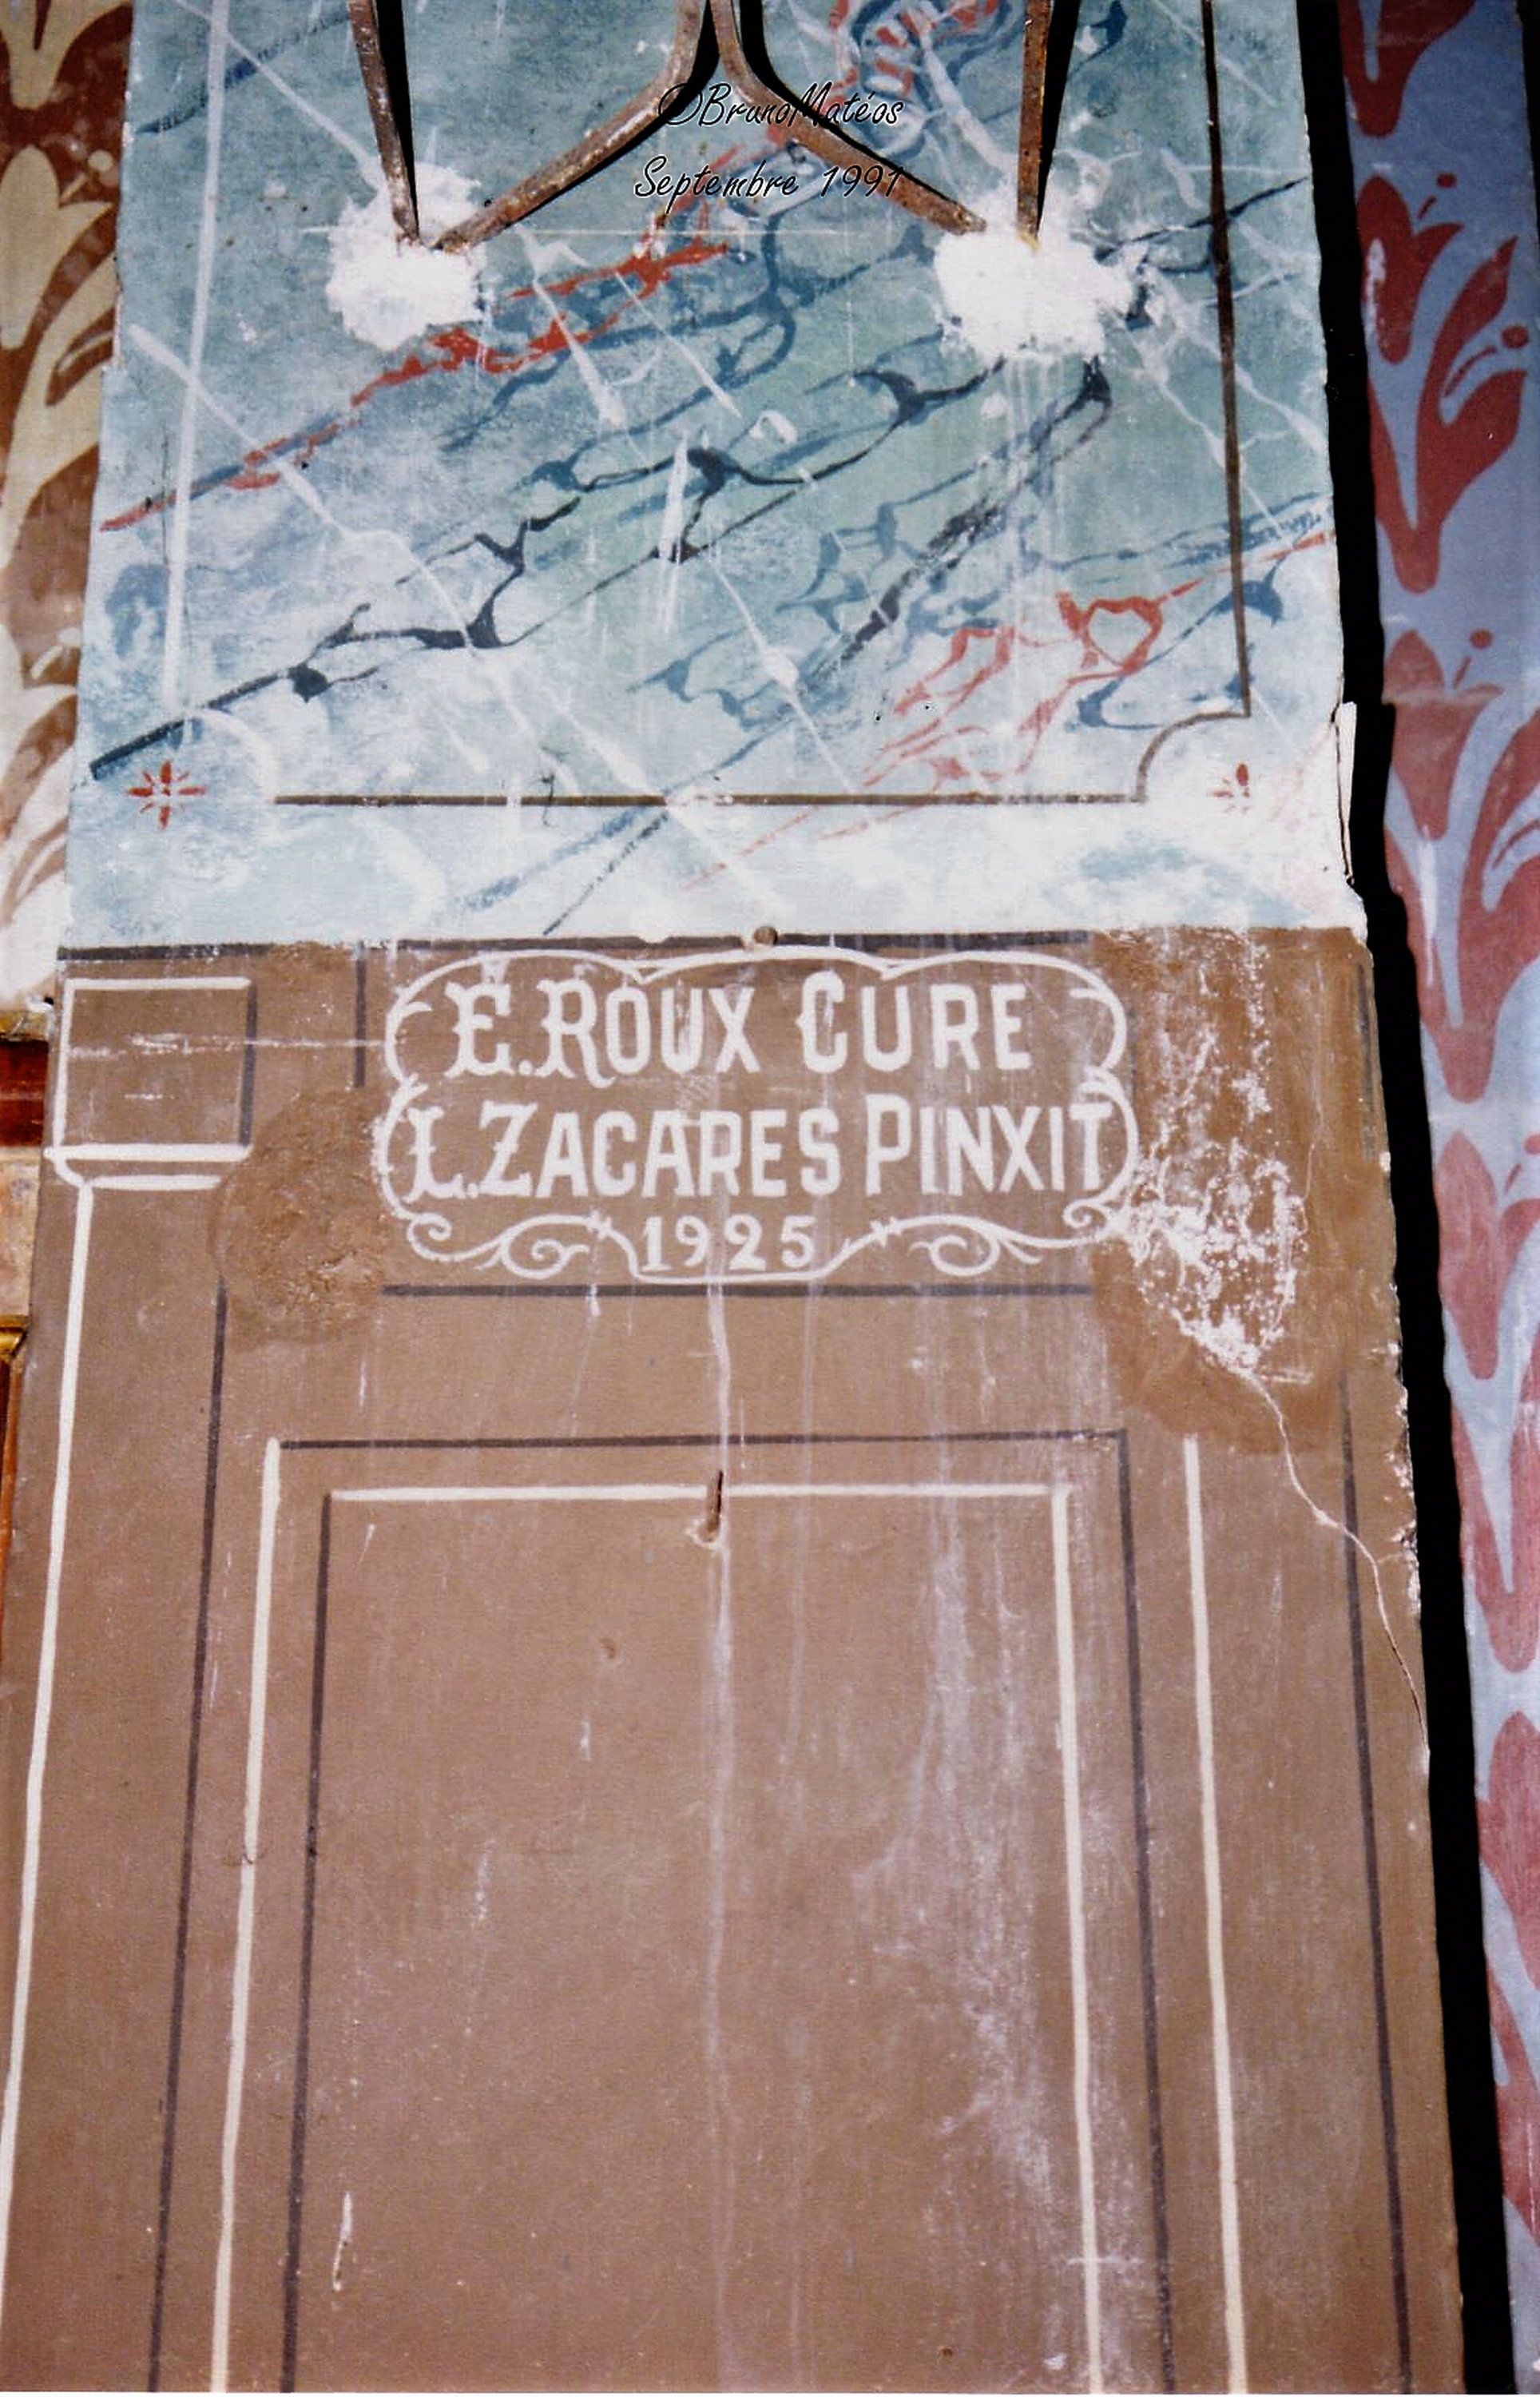 ©BrunoMatéos
Septembre 1991
E. ROUX CURE
L. ZACARES PINXIT
1925